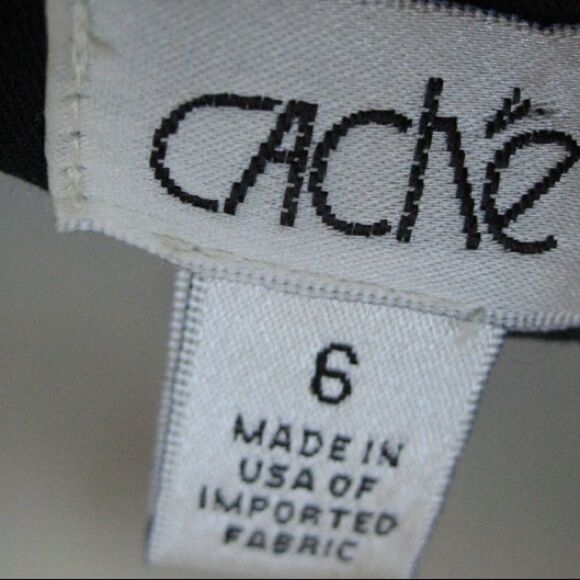 cAché
6
MADE IN
USA OF
IMPORTED
FABRIC